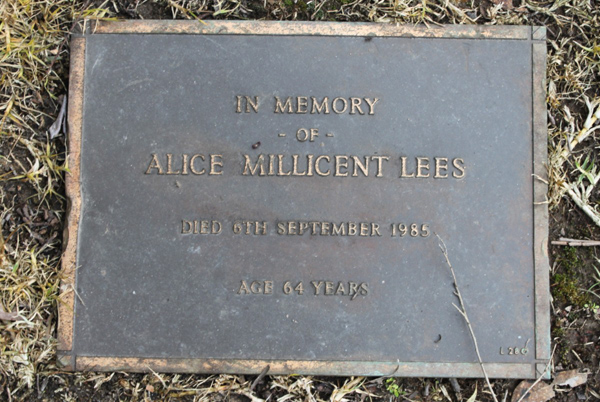 IN MEMORY
- OF -
ALICE MILLICENT LEES
DIED 6TH SEPTEMBER 1985
AGE 64 YEARS